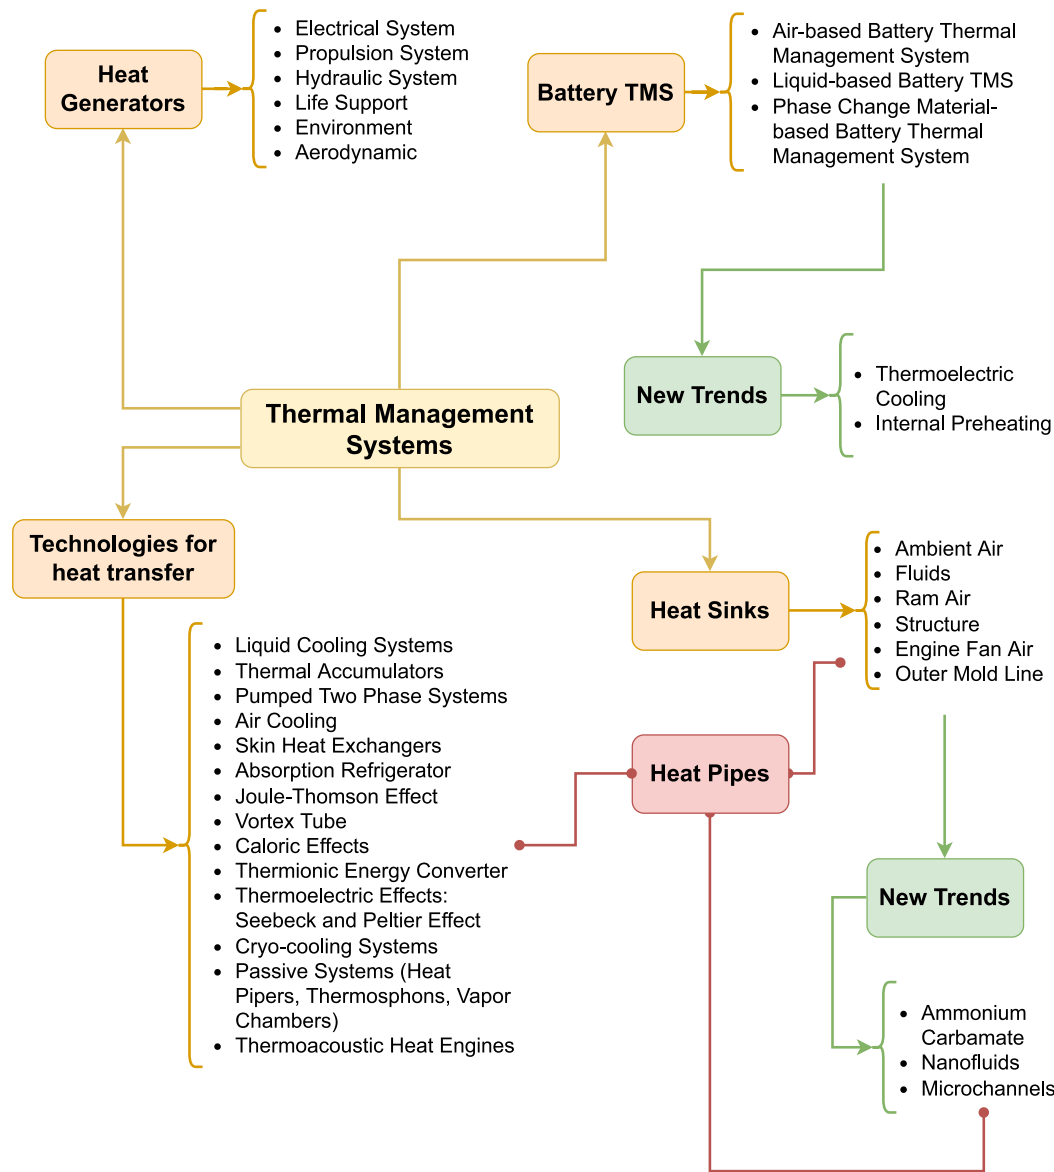 Heat
Generators
• Electrical System
• Propulsion System
• Hydraulic System
• Life Support
• Environment
• Aerodynamic
Battery TMS
• Air-based Battery Thermal
Management System
• Liquid-based Battery TMS
• Phase Change Material-
based Battery Thermal
Management System
New Trends
• Thermoelectric
Cooling
• Internal Preheating
Thermal Management
Systems
Technologies for
heat transfer
• Liquid Cooling Systems
• Thermal Accumulators
• Pumped Two Phase Systems
• Air Cooling
• Skin Heat Exchangers
• Absorption Refrigerator
• Joule-Thomson Effect
• Vortex Tube
• Caloric Effects
• Thermionic Energy Converter
• Thermoelectric Effects:
Seebeck and Peltier Effect
• Cryo-cooling Systems
• Passive Systems (Heat
Pipers, Thermosphons, Vapor
Chambers)
• Thermoacoustic Heat Engines
Heat Sinks
• Ambient Air
• Fluids
• Ram Air
• Structure
• Engine Fan Air
• Outer Mold Line
Heat Pipes
New Trends
• Ammonium
Carbamate
• Nanofluids
• Microchannels